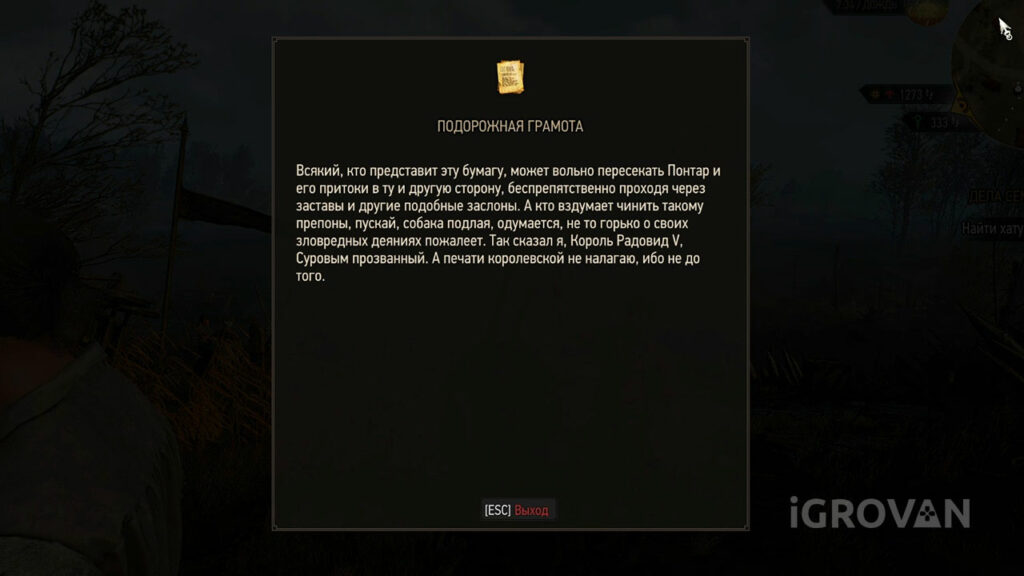 1273
333
ДЕЛА СЕ
Найти хату
ПОДОРОЖНАЯ ГРАМОТА
Всякий, кто представит эту бумагу, может вольно пересекать Понтар и
его притоки в ту и другую сторону, беспрепятственно проходя через
заставы и другие подобные заслоны. А кто вздумает чинить такому
препоны, пускай, собака подлая, одумается, не то горько о своих
зловредных деяниях пожалеет. Так сказал я, Король Радовид V,
Суровым прозванный. А печати королевской не налагаю, ибо не до
того.
[ESC] Выход
iGROVAN